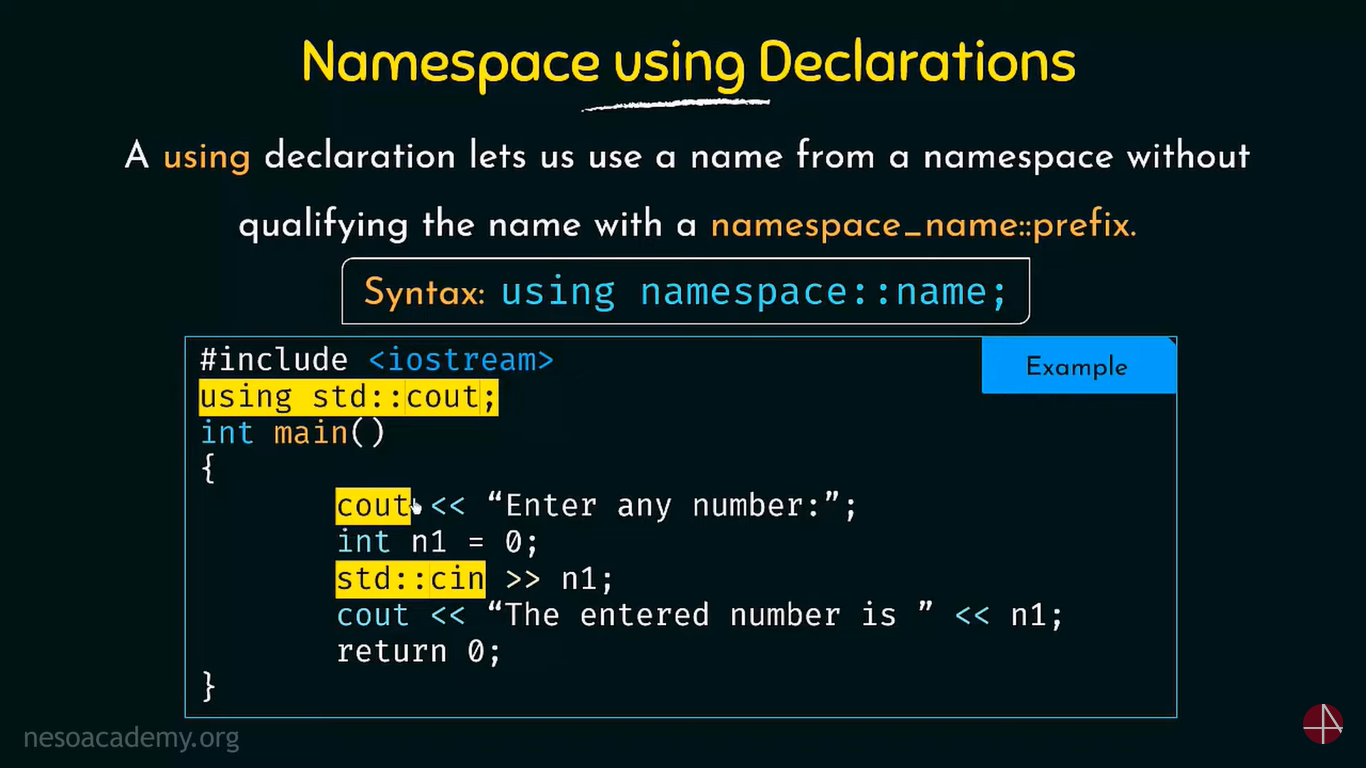 Namespace using Declarations
A using declaration lets us use a name from a namespace without
qualifying the name with a namespace_name::prefix.
Syntax: using namespace::name;
Example
#include <iostream>
using std::cout;
int main()
{
cout << “Enter any number:”;
int n1 = 0;
std::cin >> n1;
cout << “The entered number is ” << n1;
return 0;
}
nesoacademy.org